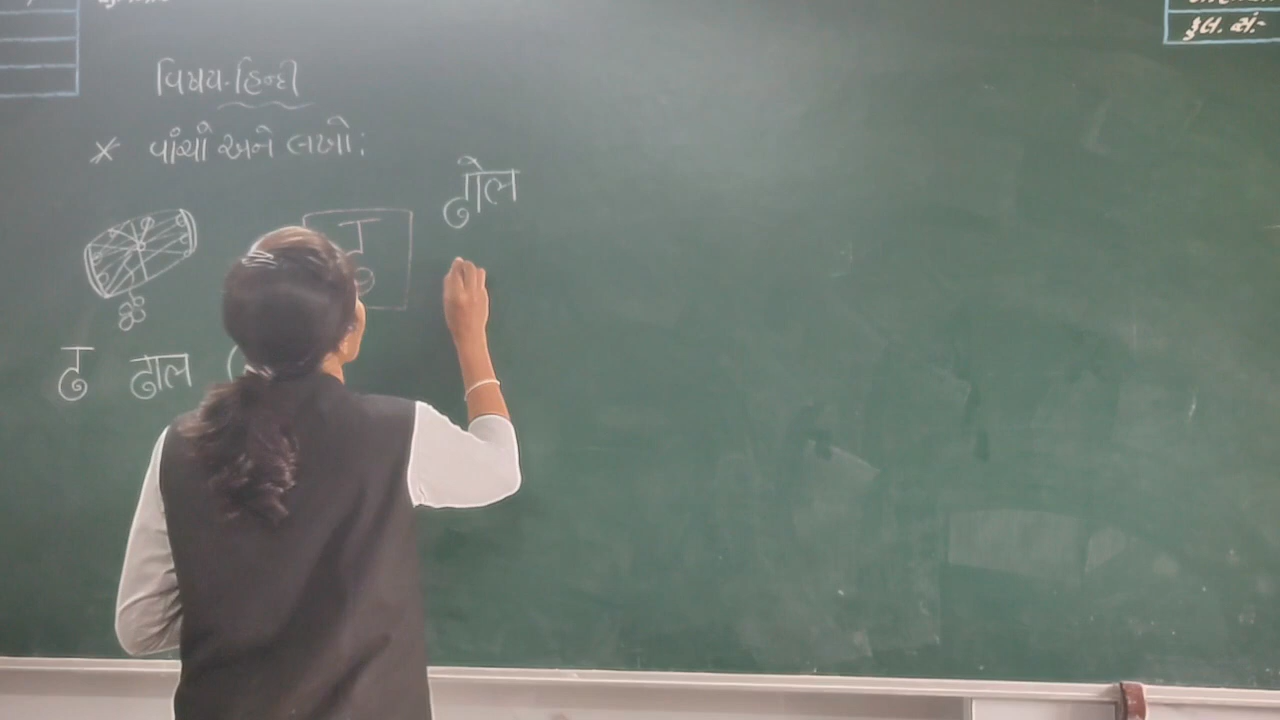 કુલ. સં:-
વિષય-હિન્દી
* વાંચો અને લખો:
ढोल
ढ ढाल